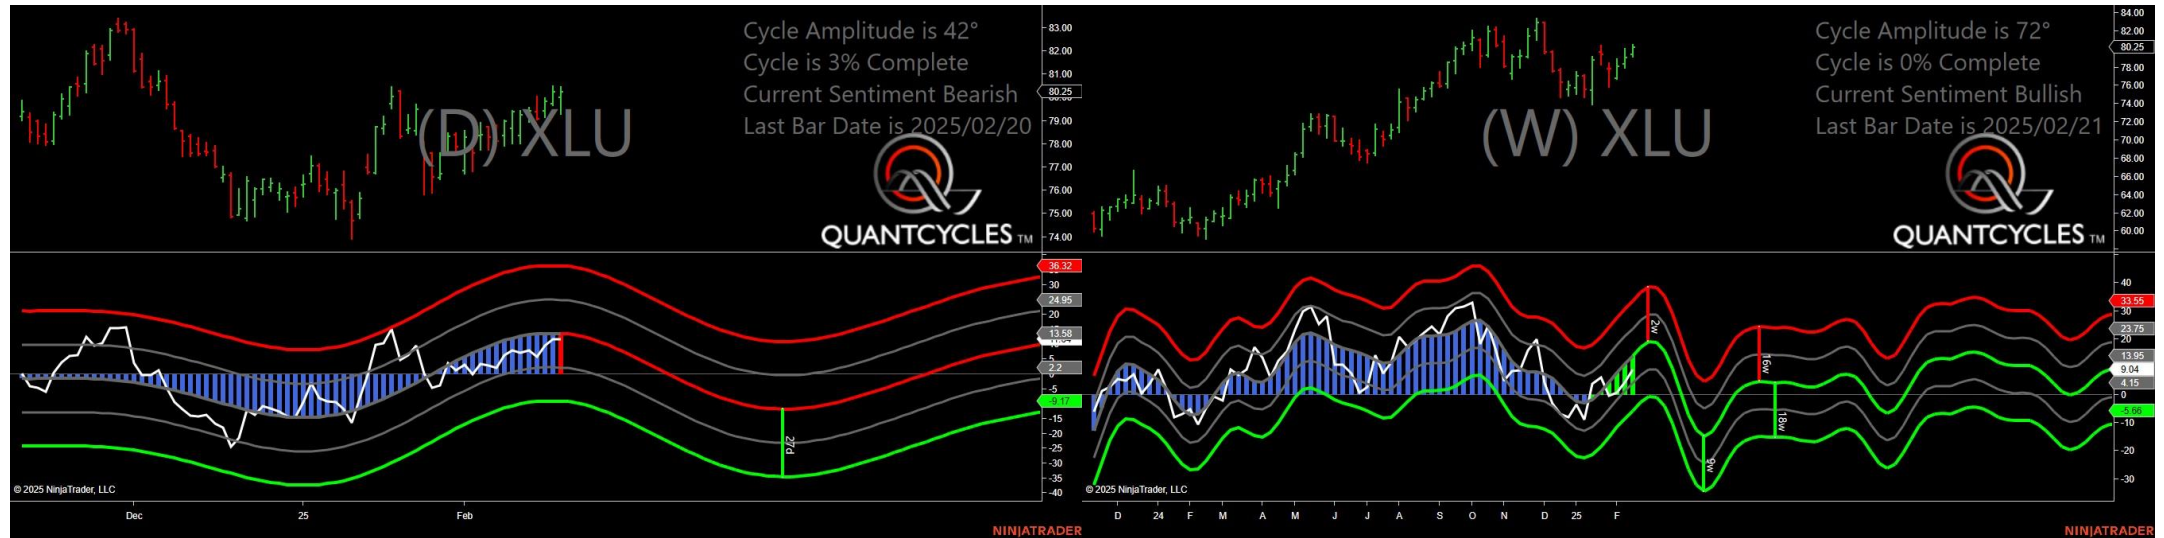 Cycle Amplitude is 42°
Cycle is 3% Complete
Current Sentiment Bearish
Last Bar Date is 2025/02/20
(D) XLU
QUANTCYCLES TM
83.00
82.00
81.00
80.25
79.00
78.00
77.00
76.00
75.00
74.00
36.32
30
24.95
20
13.58
5
2.2
0
-5
-9.17
-15
-20
-25
-30
-35
-40
27d
© 2025 NinjaTrader, LLC
Dec
25
Feb
NINJATRADER
Cycle Amplitude is 72°
Cycle is 0% Complete
Current Sentiment Bullish
Last Bar Date is 2025/02/21
(W) XLU
QUANTCYCLES TM
84.00
82.00
80.25
78.00
76.00
74.00
72.00
70.00
68.00
66.00
64.00
62.00
60.00
40
33.55
30
23.75
20
13.95
9.04
4.15
0
-5.66
-10
-20
-30
2w
16w
18w
9w
© 2025 NinjaTrader, LLC
D 24 F M A M J J A S O N D 25 F
NINJATRADER